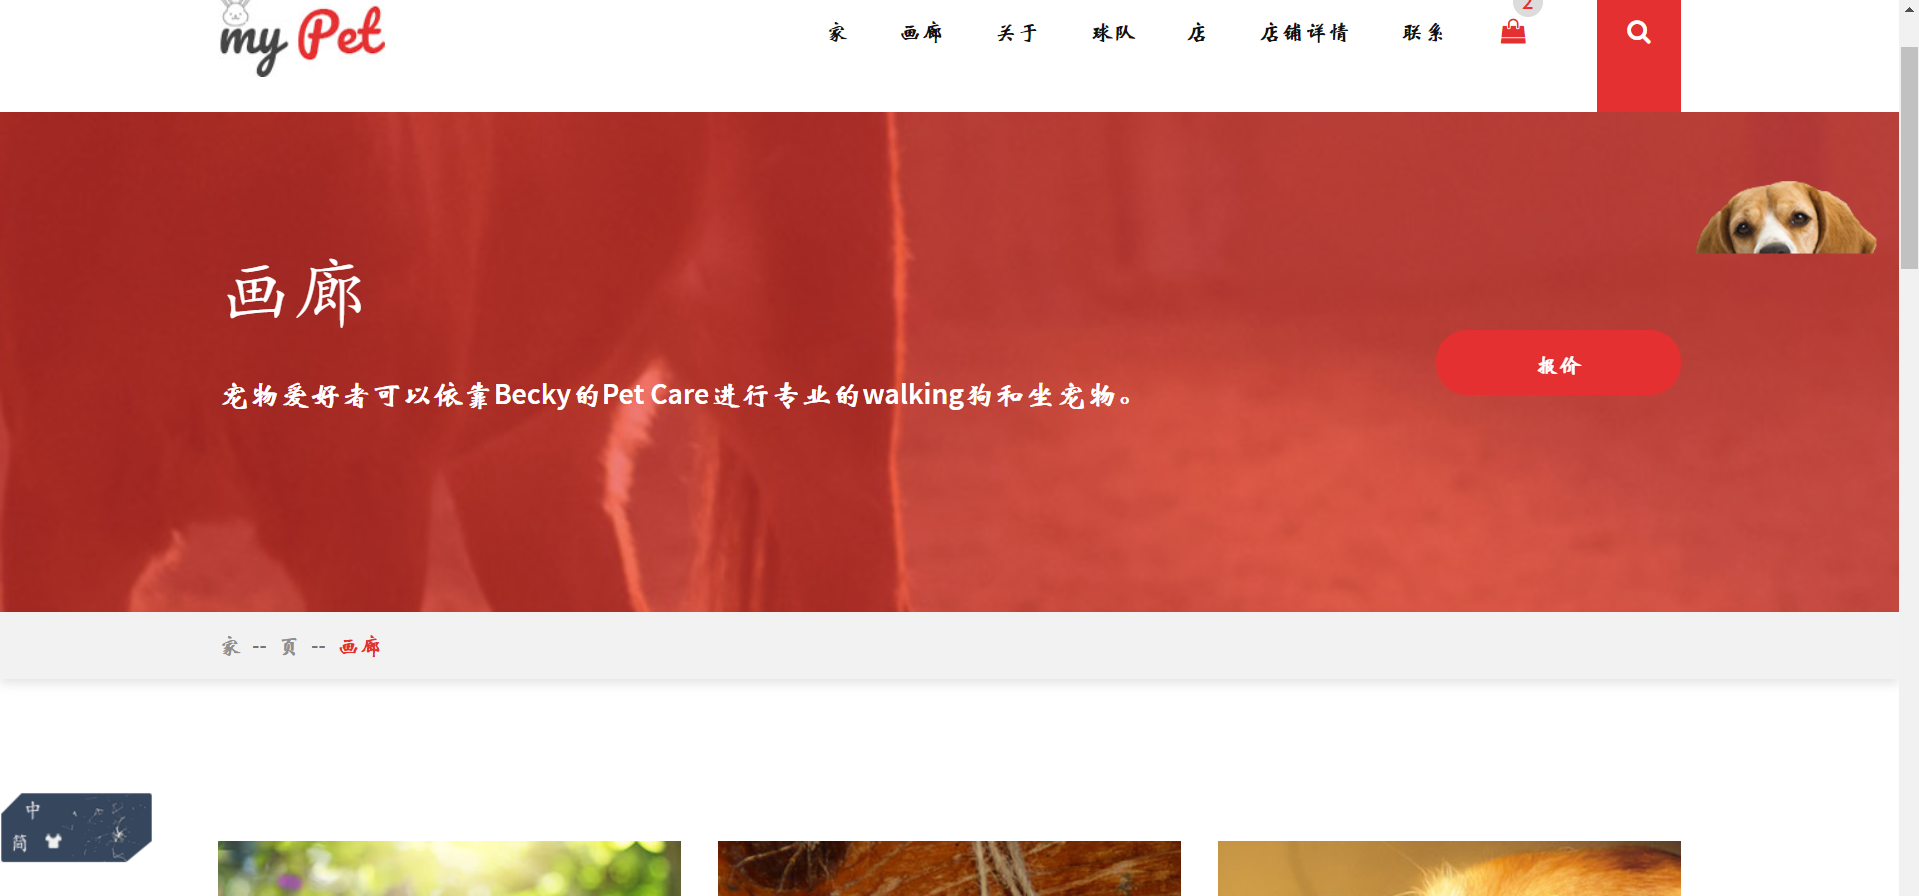 my Pet
家 画廊 关于 球队 店 店铺详情 联系 2
画廊
宠物爱好者可以依靠Becky的Pet Care进行专业的walking狗和坐宠物。
报价
家 -- 頁 -- 画廊
中
简